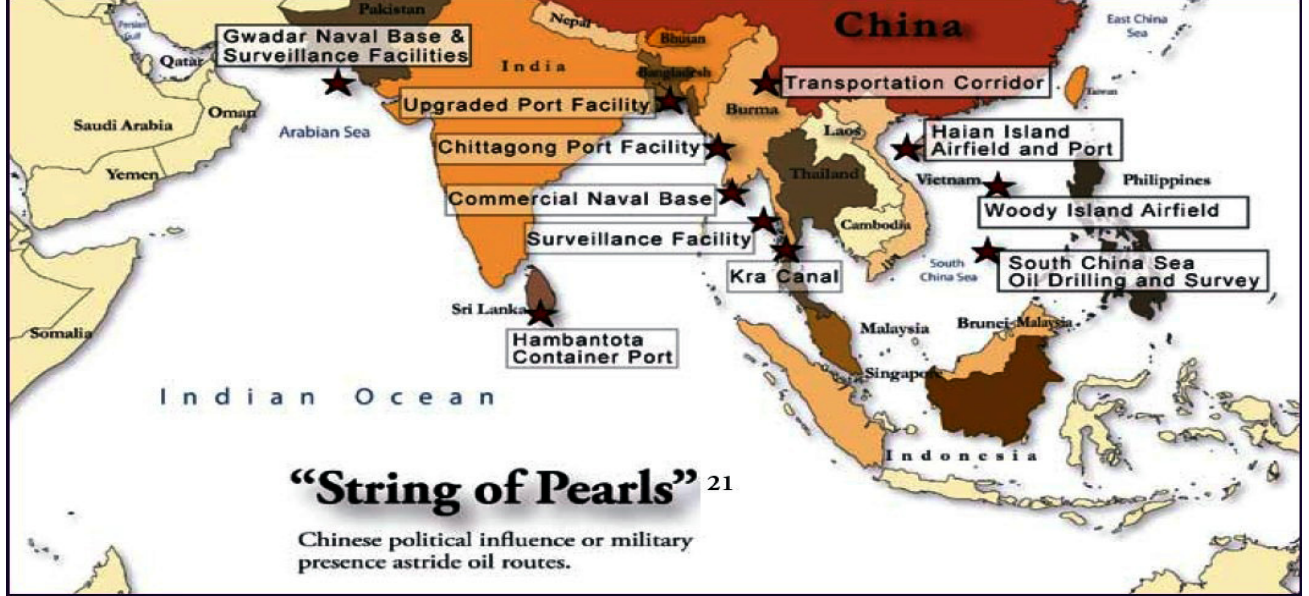 Pakistan
China
East China
Sea
Persian
Gulf
Nepal
Gwadar Naval Base &
Surveillance Facilities
Bhutan
Qatar
India
Bangladesh
Transportation Corridor
Taiwan
Upgraded Port Facility
Burma
Oman
Saudi Arabia
Arabian Sea
Laos
Haian Island
Airfield and Port
Chittagong Port Facility
Yemen
Thailand
Vietnam
Philippines
Commercial Naval Base
Woody Island Airfield
Cambodia
Surveillance Facility
South
China Sea
South China Sea
Oil Drilling and Survey
Kra Canal
Sri Lanka
Somalia
Malaysia
Brunei
Malaysia
Hambantota
Container Port
Singapore
Indian Ocean
Indonesia
“String of Pearls” 21
Chinese political influence or military
presence astride oil routes.